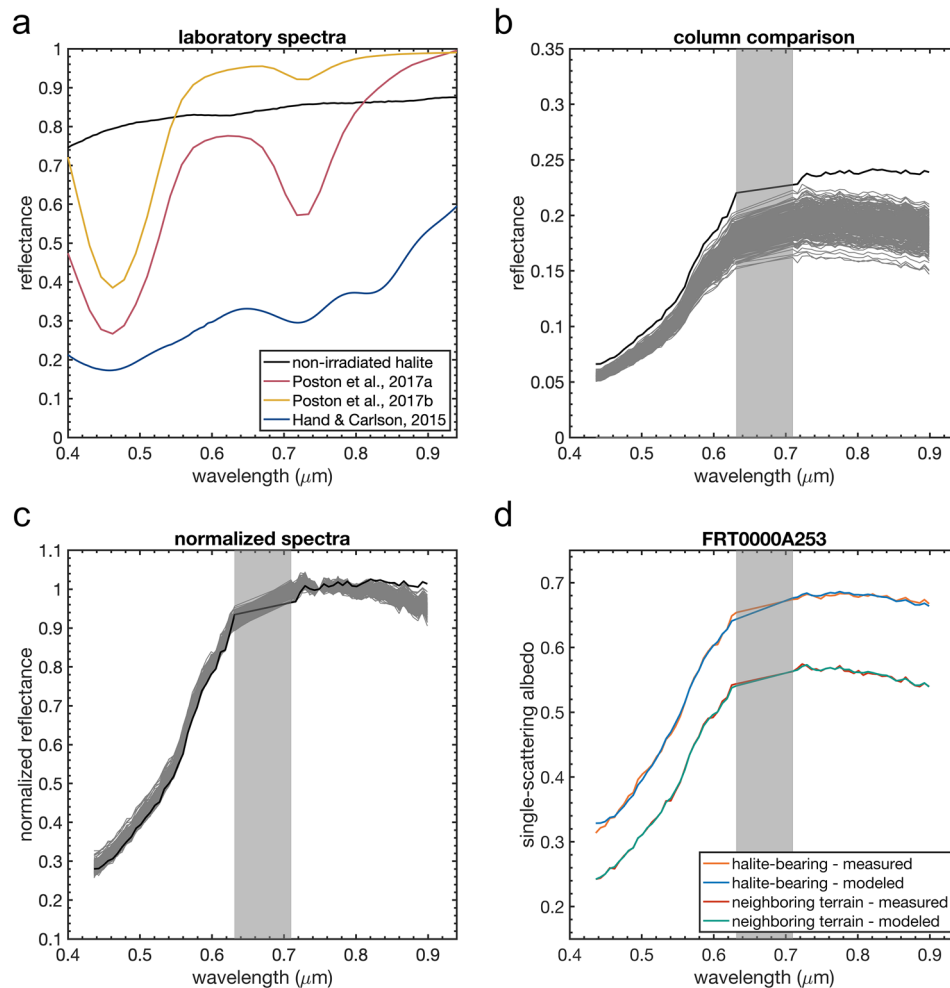 a
laboratory spectra
1
0.9
0.8
0.7
0.6
0.5
0.4
0.3
0.2
0.1
0
reflectance
non-irradiated halite
Poston et al., 2017a
Poston et al., 2017b
Hand & Carlson, 2015
0.4 0.5 0.6 0.7 0.8 0.9
wavelength (μm)
b
column comparison
0.35
0.30
0.25
0.20
0.15
0.1
0.05
0
reflectance
0.4 0.5 0.6 0.7 0.8 0.9
wavelength (μm)
c
normalized spectra
1.1
1.0
0.9
0.8
0.7
0.6
0.5
0.4
0.3
0.2
0.1
normalized reflectance
0.4 0.5 0.6 0.7 0.8 0.9
wavelength (μm)
d
FRT0000A253
0.7
0.6
0.5
0.4
0.3
0.2
single-scattering albedo
halite-bearing - measured
halite-bearing - modeled
neighboring terrain - measured
neighboring terrain - modeled
0.4 0.5 0.6 0.7 0.8 0.9
wavelength (μm)